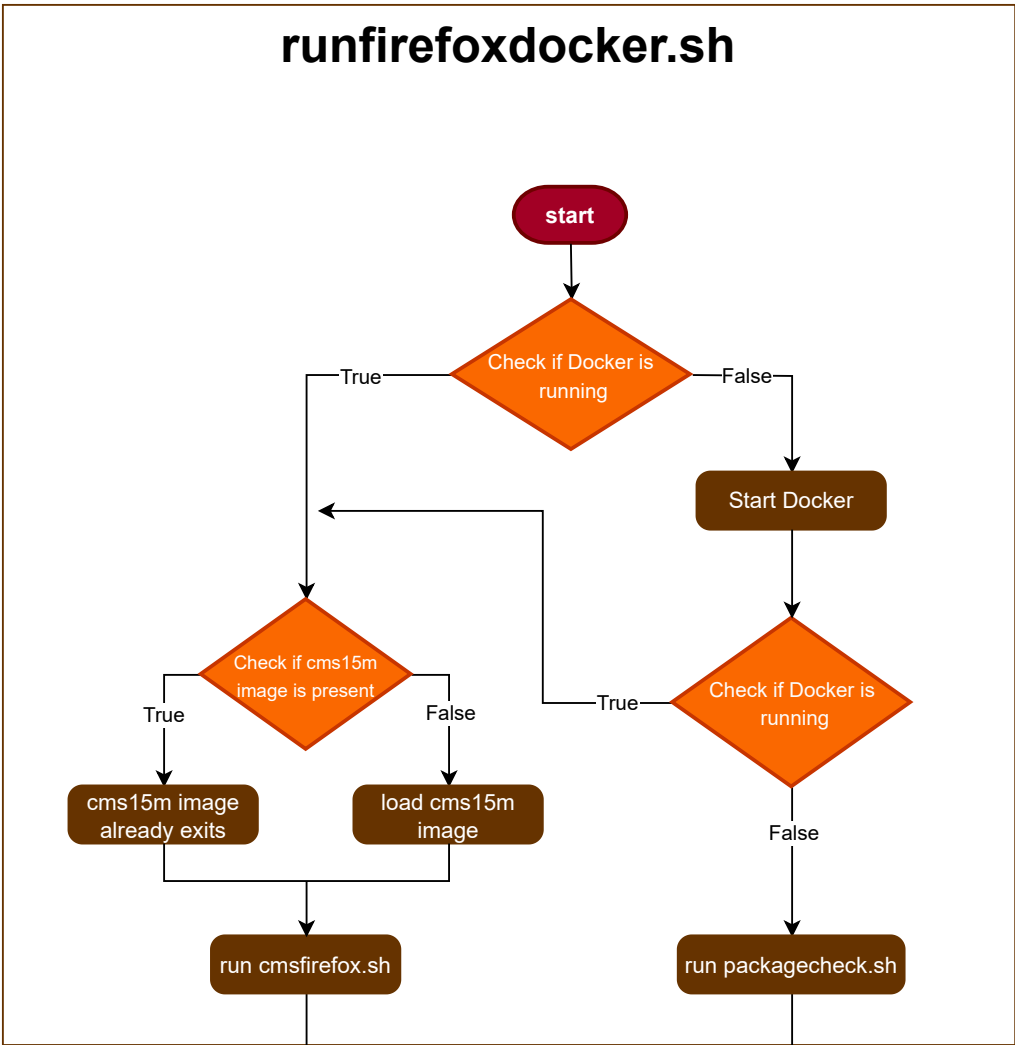 runfirefoxdocker.sh
start
Check if Docker is
running
True
False
Start Docker
Check if cms15m
image is present
Check if Docker is
running
True
True
False
cms15m image
already exits
load cms15m
image
False
run cmsfirefox.sh
run packagecheck.sh